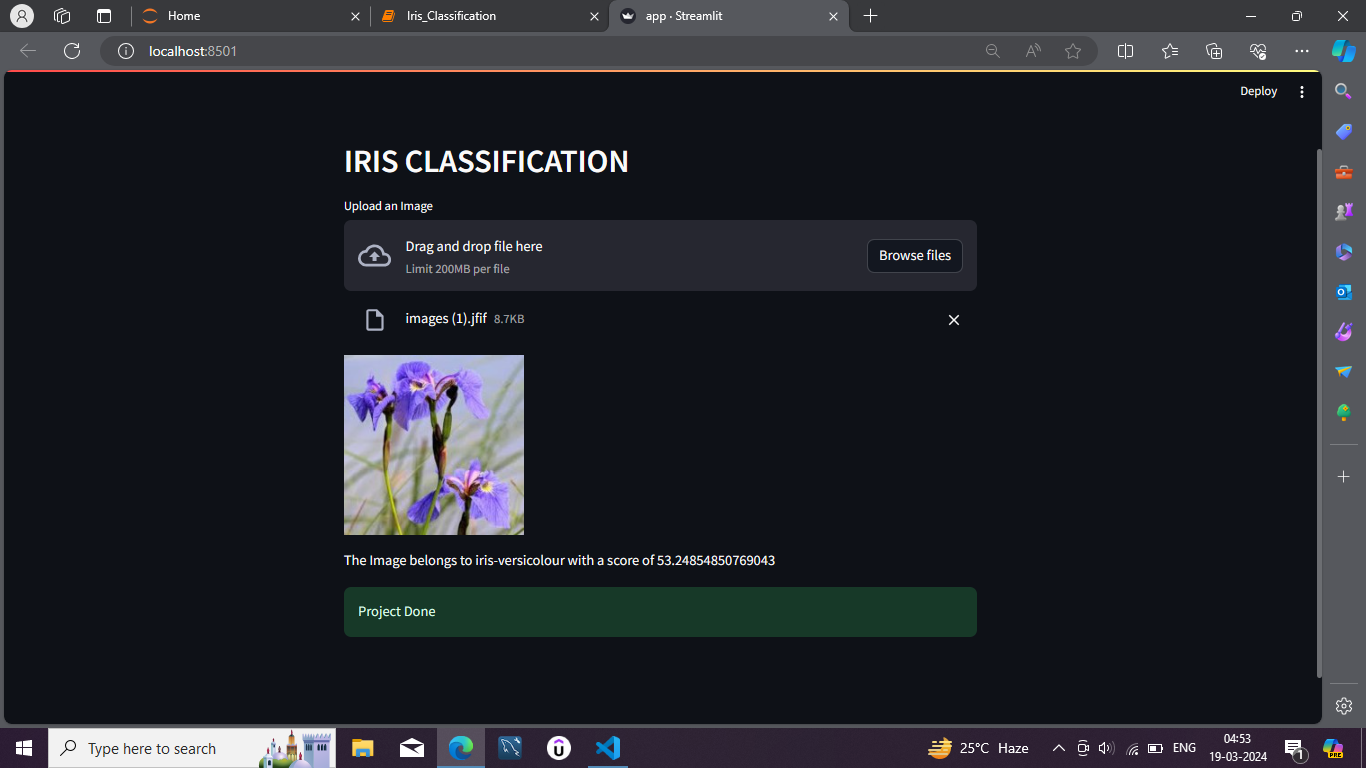 Home
Iris_Classification
app · Streamlit
localhost:8501
Deploy
IRIS CLASSIFICATION
Upload an Image
Drag and drop file here
Limit 200MB per file
Browse files
images (1).jfif 8.7KB
The Image belongs to iris-versicolour with a score of 53.24854850769043
Project Done
Type here to search
25°C Haze
ENG
04:53
19-03-2024
1
PRE